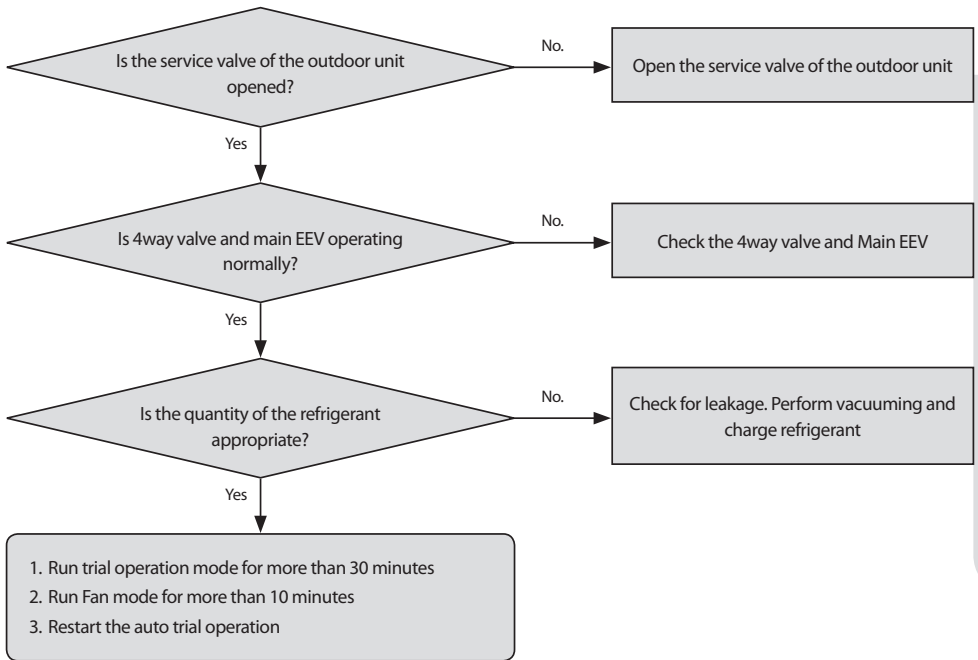 Is the service valve of the outdoor unit
opened?
No.
Open the service valve of the outdoor unit
Yes
Is 4way valve and main EEV operating
normally?
No.
Check the 4way valve and Main EEV
Yes
Is the quantity of the refrigerant
appropriate?
No.
Check for leakage. Perform vacuuming and
charge refrigerant
Yes
1. Run trial operation mode for more than 30 minutes
2. Run Fan mode for more than 10 minutes
3. Restart the auto trial operation